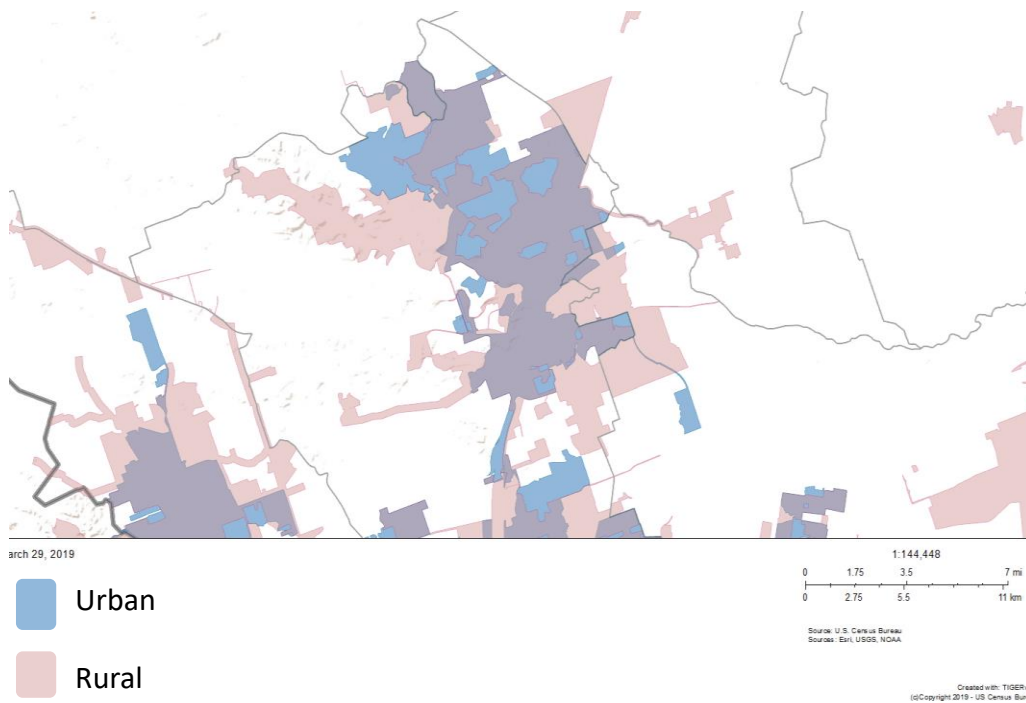 arch 29, 2019
1:144,448
0 1.75 3.5 7 mi
0 2.75 5.5 11 km
Urban
Source: U.S. Census Bureau
Sources: Esri, USGS, NOAA
Rural
Created with: TIGER
(c)Copyright 2019 - US Census Bur